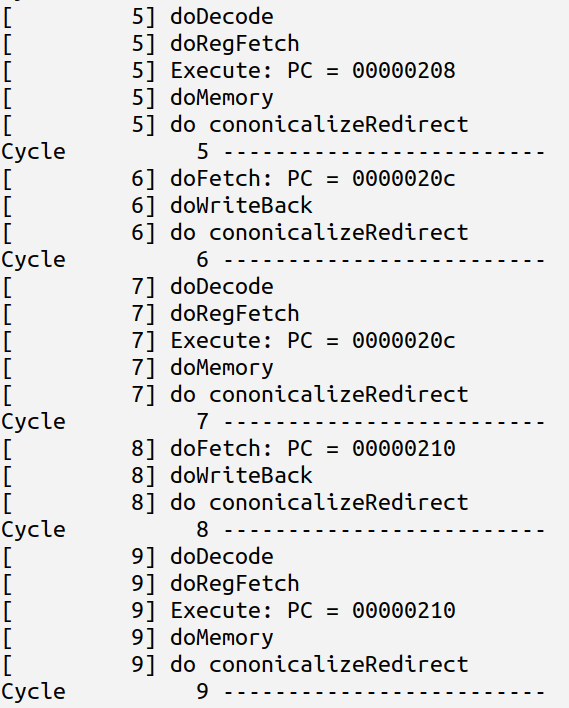 [         5] doDecode
[         5] doRegFetch
[         5] Execute: PC = 00000208
[         5] doMemory
[         5] do cononicalizeRedirect
Cycle          5 -------------------------
[         6] doFetch: PC = 0000020c
[         6] doWriteBack
[         6] do cononicalizeRedirect
Cycle          6 -------------------------
[         7] doDecode
[         7] doRegFetch
[         7] Execute: PC = 0000020c
[         7] doMemory
[         7] do cononicalizeRedirect
Cycle          7 -------------------------
[         8] doFetch: PC = 00000210
[         8] doWriteBack
[         8] do cononicalizeRedirect
Cycle          8 -------------------------
[         9] doDecode
[         9] doRegFetch
[         9] Execute: PC = 00000210
[         9] doMemory
[         9] do cononicalizeRedirect
Cycle          9 -------------------------